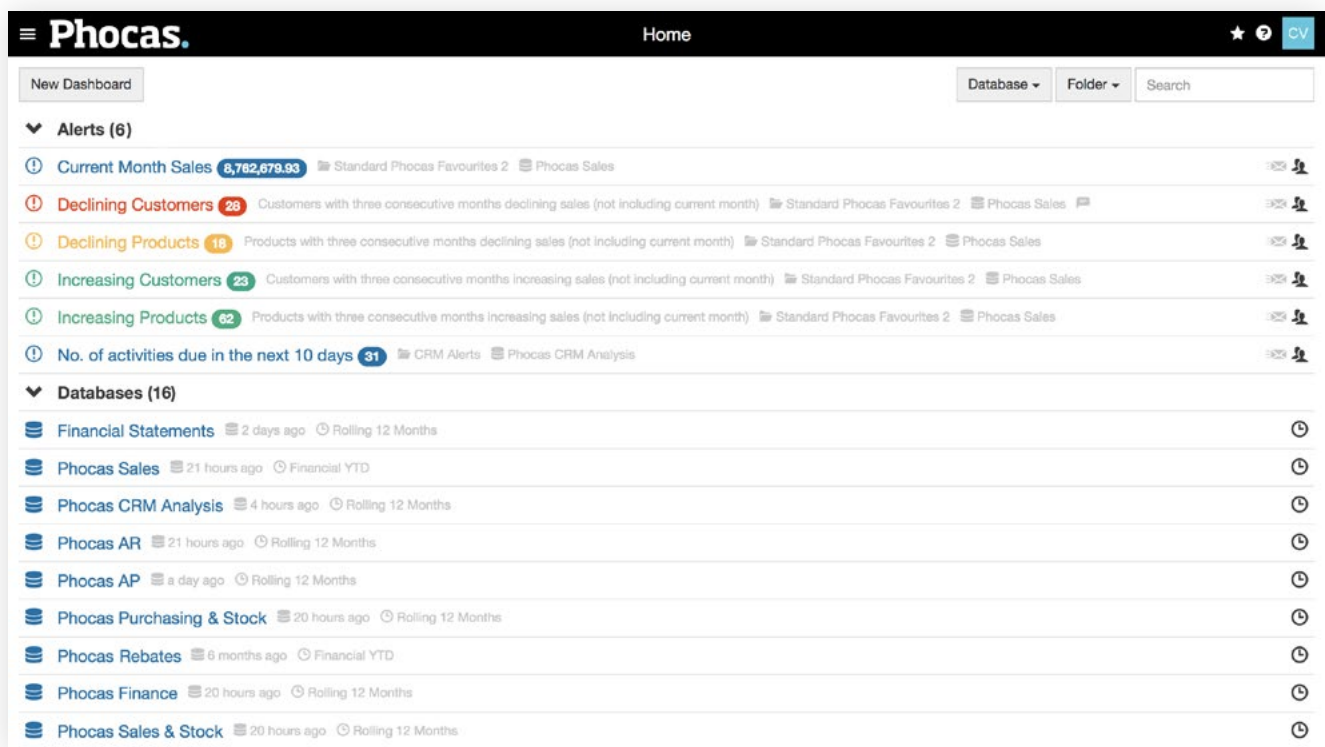 Phocas.
Home
CV
New Dashboard
Database
Folder
Search
Alerts (6)
Current Month Sales 8,762,679.93 Standard Phocas Favourites 2 Phocas Sales
Declining Customers 28 Customers with three consecutive months declining sales (not including current month) Standard Phocas Favourites 2 Phocas Sales
Declining Products 18 Products with three consecutive months declining sales (not including current month) Standard Phocas Favourites 2 Phocas Sales
Increasing Customers 23 Customers with three consecutive months increasing sales (not including current month) Standard Phocas Favourites 2 Phocas Sales
Increasing Products 62 Products with three consecutive months increasing sales (not including current month) Standard Phocas Favourites 2 Phocas Sales
No. of activities due in the next 10 days 31 CRM Alerts Phocas CRM Analysis
Databases (16)
Financial Statements 2 days ago Rolling 12 Months
Phocas Sales 21 hours ago Financial YTD
Phocas CRM Analysis 4 hours ago Rolling 12 Months
Phocas AR 21 hours ago Rolling 12 Months
Phocas AP a day ago Rolling 12 Months
Phocas Purchasing & Stock 20 hours ago Rolling 12 Months
Phocas Rebates 6 months ago Financial YTD
Phocas Finance 20 hours ago Rolling 12 Months
Phocas Sales & Stock 20 hours ago Rolling 12 Months